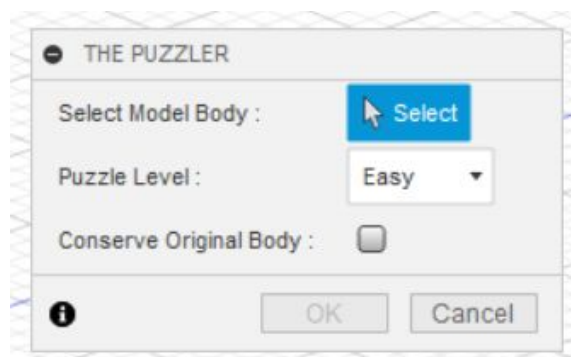 THE PUZZLER
Select Model Body : Select
Puzzle Level : Easy
Conserve Original Body :
OK Cancel